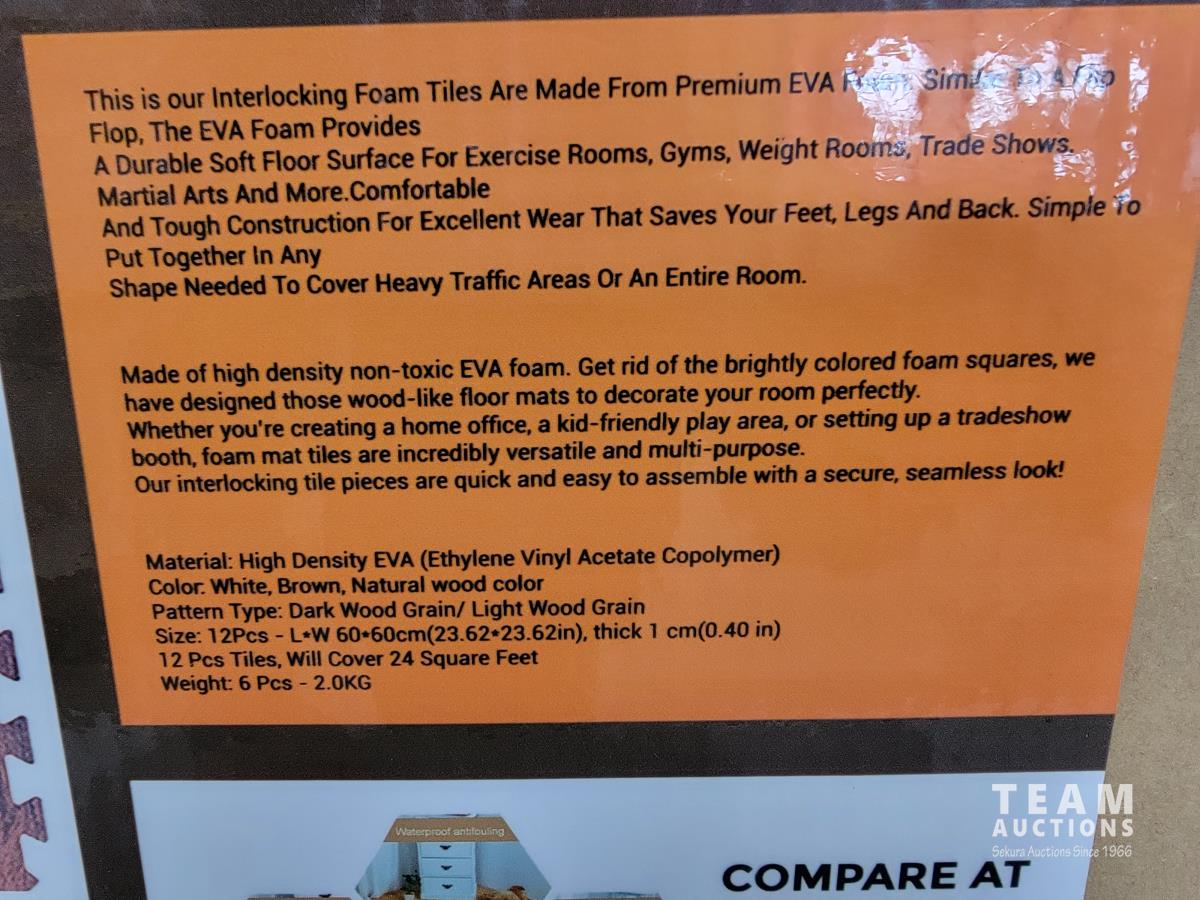 This is our Interlocking Foam Tiles Are Made From Premium EVA Foam, Similar To A Flip
Flop, The EVA Foam Provides
A Durable Soft Floor Surface For Exercise Rooms, Gyms, Weight Rooms, Trade Shows.
Martial Arts And More.Comfortable
And Tough Construction For Excellent Wear That Saves Your Feet, Legs And Back. Simple To
Put Together In Any
Shape Needed To Cover Heavy Traffic Areas Or An Entire Room.
Made of high density non-toxic EVA foam. Get rid of the brightly colored foam squares, we
have designed those wood-like floor mats to decorate your room perfectly.
Whether you're creating a home office, a kid-friendly play area, or setting up a tradeshow
booth, foam mat tiles are incredibly versatile and multi-purpose.
Our interlocking tile pieces are quick and easy to assemble with a secure, seamless look!
Material: High Density EVA (Ethylene Vinyl Acetate Copolymer)
Color: White, Brown, Natural wood color
Pattern Type: Dark Wood Grain/ Light Wood Grain
Size: 12Pcs - L*W 60*60cm(23.62*23.62in), thick 1 cm(0.40 in)
12 Pcs Tiles, Will Cover 24 Square Feet
Weight: 6 Pcs - 2.0KG
Waterproof antifouling
COMPARE AT
TEAM
AUCTIONS
Sekura Auctions Since 1966